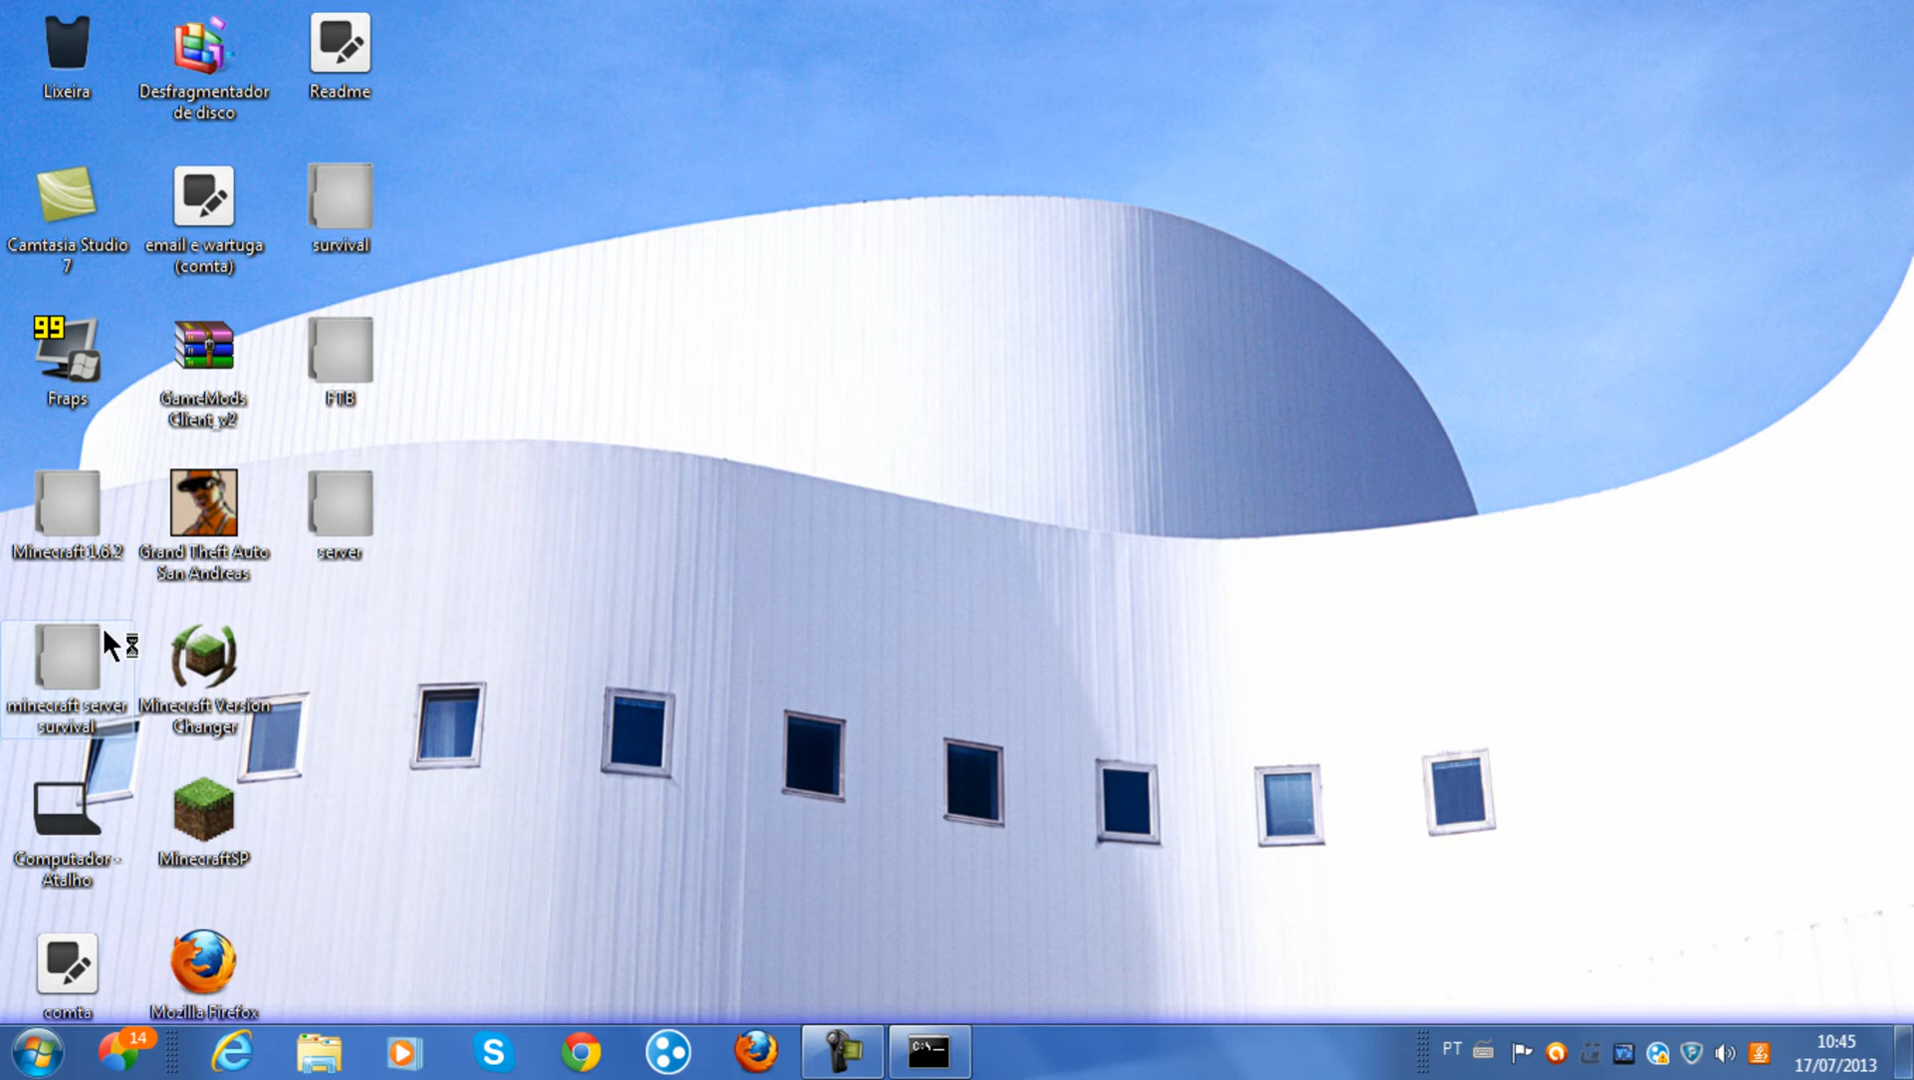 Lixeira
Desfragmentador
de disco
Readme
Camtasia Studio
7
email e wartuga
(comta)
survival
99
Fraps
GameMods
Client_v2
FTB
Minecraft 1.6.2
Grand Theft Auto
San Andreas
server
minecraft server
survival
Minecraft Version
Changer
Computador -
Atalho
MinecraftSP
comta
Mozilla Firefox
14
C:\_
PT
10:45
17/07/2013